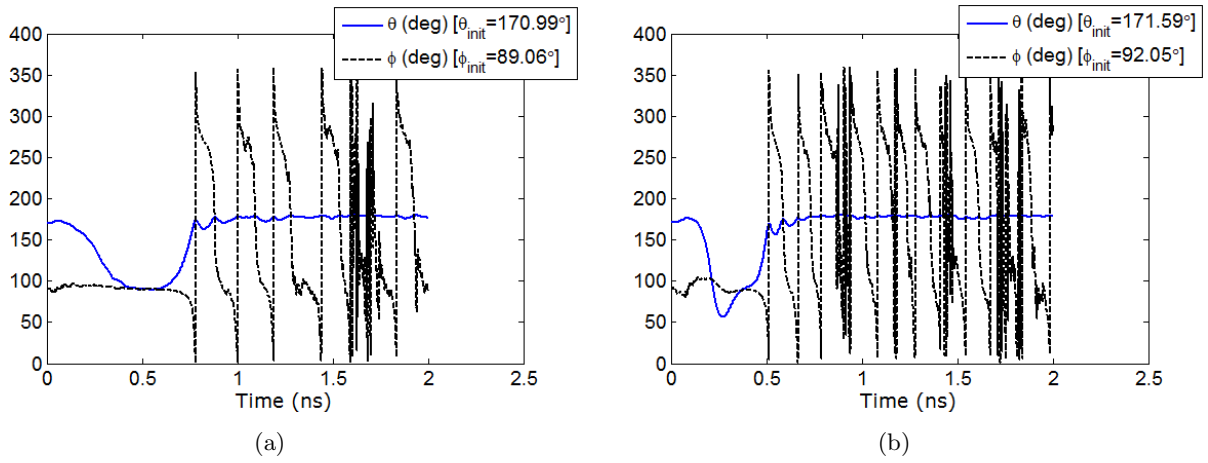 θ (deg) [θinit=170.99°]
ϕ (deg) [ϕinit=89.06°]
400
350
300
250
200
150
100
50
0
0 0.5 1 1.5 2 2.5
Time (ns)
(a)
θ (deg) [θinit=171.59°]
ϕ (deg) [ϕinit=92.05°]
400
350
300
250
200
150
100
50
0
0 0.5 1 1.5 2 2.5
Time (ns)
(b)